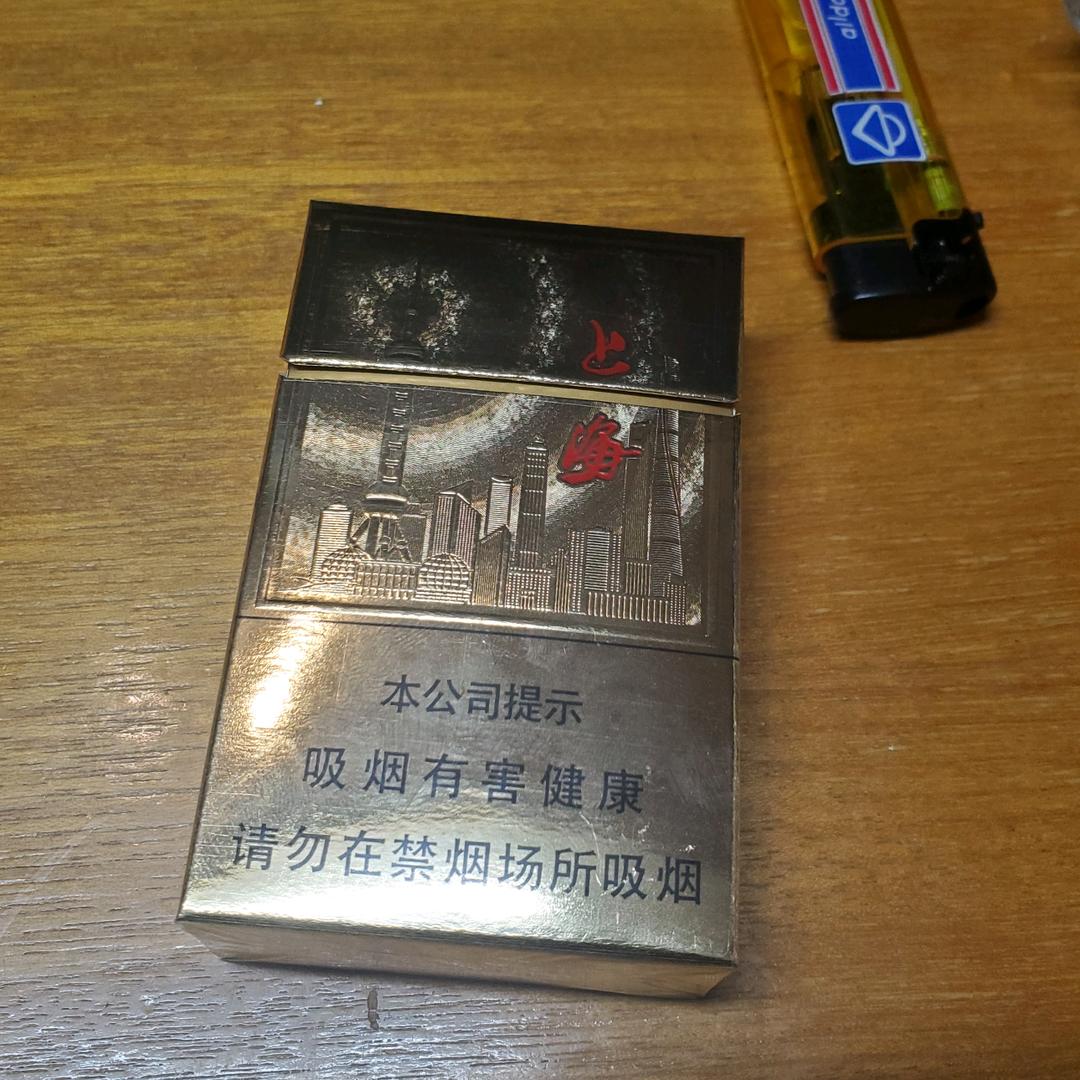 上
海
本公司提示
吸烟有害健康
请勿在禁烟场所吸烟